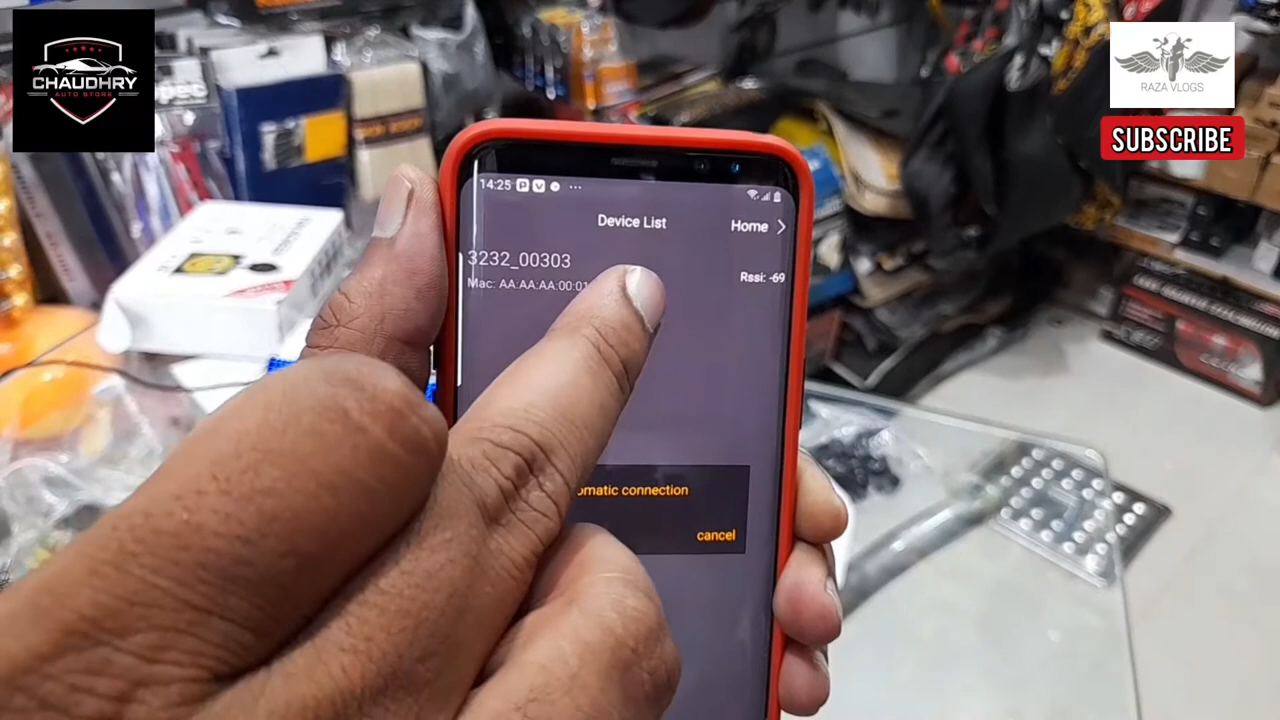 CHAUDHRY
AUTO STORE
RAZA VLOGS
SUBSCRIBE
14:25
Device List
Home
3232_00303
Mac: AA:AA:AA:00:01
Rssi: -69
omatic connection
cancel